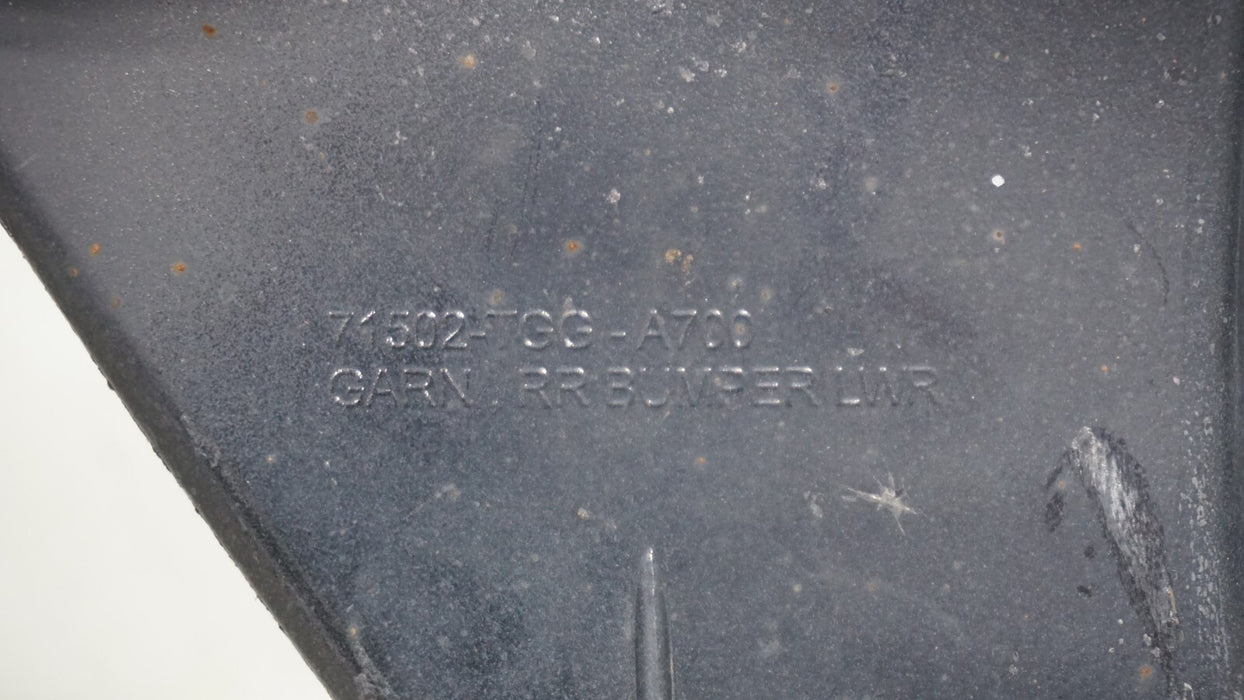 71502-TGG-A700
GARN RR BUMPER LWR